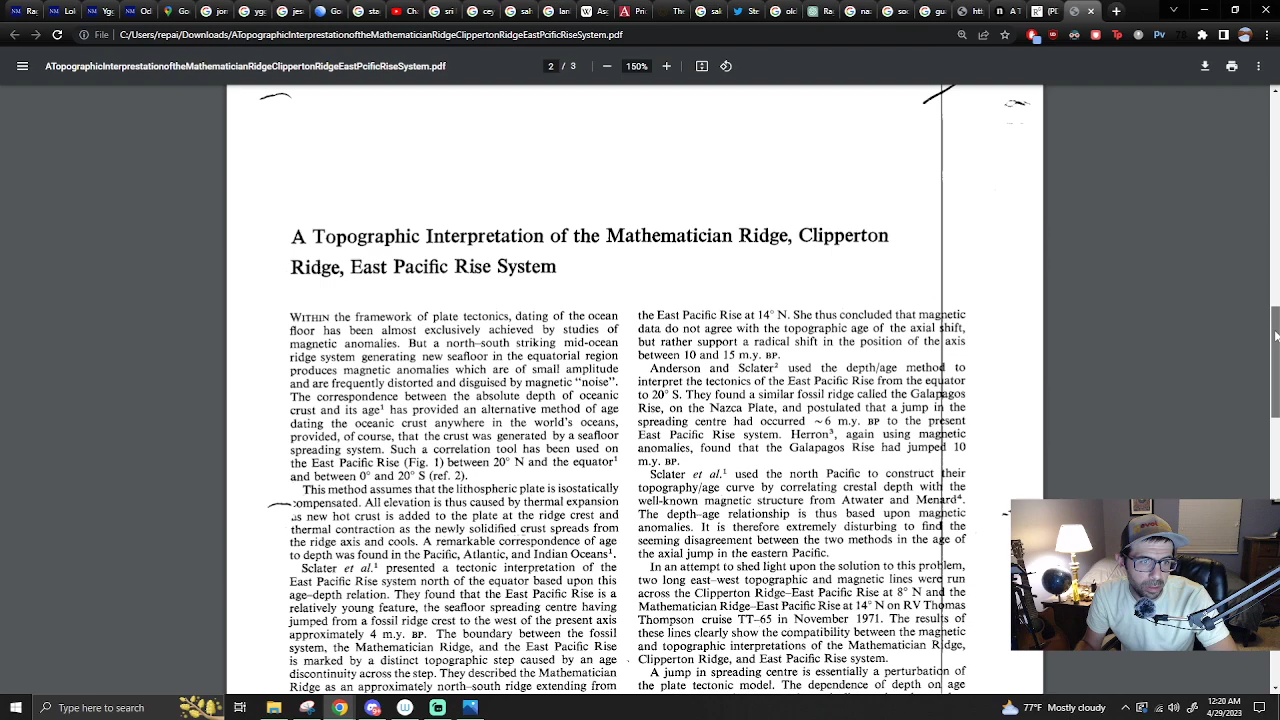 Ra
Lol
Yg
Go
jon
yg
jes
Go
sta
Ch
sri
cey
Go
lan
Asc
Pri
The
sal
Ste
Go
Re
na
soc
gu
htt
A T
(PD
File
C:/Users/repai/Downloads/ATopographicInterpretationoftheMathematicianRidgeClippertonRidgeEastPcificRiseSystem.pdf
ATopographicInterprestationoftheMathematicianRidgeClippertonRidgeEastPcificRiseSystem.pdf
2 / 3
150%
A Topographic Interpretation of the Mathematician Ridge, Clipperton
Ridge, East Pacific Rise System
WITHIN the framework of plate tectonics, dating of the ocean
floor has been almost exclusively achieved by studies of
magnetic anomalies. But a north–south striking mid-ocean
ridge system generating new seafloor in the equatorial region
produces magnetic anomalies which are of small amplitude
and are frequently distorted and disguised by magnetic "noise".
The correspondence between the absolute depth of oceanic
crust and its age¹ has provided an alternative method of age
dating the oceanic crust anywhere in the world's oceans,
provided, of course, that the crust was generated by a seafloor
spreading system. Such a correlation tool has been used on
the East Pacific Rise (Fig. 1) between 20° N and the equator¹
and between 0° and 20° S (ref. 2).
This method assumes that the lithospheric plate is isostatically
compensated. All elevation is thus caused by thermal expansion
as new hot crust is added to the plate at the ridge crest and
thermal contraction as the newly solidified crust spreads from
the ridge axis and cools. A remarkable correspondence of age
to depth was found in the Pacific, Atlantic, and Indian Oceans¹.
Sclater et al.¹ presented a tectonic interpretation of the
East Pacific Rise system north of the equator based upon this
age–depth relation. They found that the East Pacific Rise is a
relatively young feature, the seafloor spreading centre having
jumped from a fossil ridge crest to the west of the present axis
approximately 4 m.y. BP. The boundary between the fossil
system, the Mathematician Ridge, and the East Pacific Rise
is marked by a distinct topographic step caused by an age
discontinuity across the step. They described the Mathematician
Ridge as an approximately north–south ridge extending from
the East Pacific Rise at 14° N. She thus concluded that magnetic
data do not agree with the topographic age of the axial shift,
but rather support a radical shift in the position of the axis
between 10 and 15 m.y. BP.
Anderson and Sclater² used the depth/age method to
interpret the tectonics of the East Pacific Rise from the equator
to 20° S. They found a similar fossil ridge called the Galapagos
Rise, on the Nazca Plate, and postulated that a jump in the
spreading centre had occurred ~6 m.y. BP to the present
East Pacific Rise system. Herron³, again using magnetic
anomalies, found that the Galapagos Rise had jumped 10
m.y. BP.
Sclater et al.¹ used the north Pacific to construct their
topography/age curve by correlating crestal depth with the
well-known magnetic structure from Atwater and Menard⁴.
The depth–age relationship is thus based upon magnetic
anomalies. It is therefore extremely disturbing to find the
seeming disagreement between the two methods in the age of
the axial jump in the eastern Pacific.
In an attempt to shed light upon the solution to this problem,
two long east–west topographic and magnetic lines were run
across the Clipperton Ridge–East Pacific Rise at 8° N and the
Mathematician Ridge–East Pacific Rise at 14° N on RV Thomas
Thompson cruise TT–65 in November 1971. The results of
these lines clearly show the compatibility between the magnetic
and topographic interpretations of the Mathematician Ridge,
Clipperton Ridge, and East Pacific Rise system.
A jump in spreading centre is essentially a perturbation of
the plate tectonic model. The dependence of depth on age
Type here to search
77°F Mostly cloudy
12:20 AM
4/29/2023